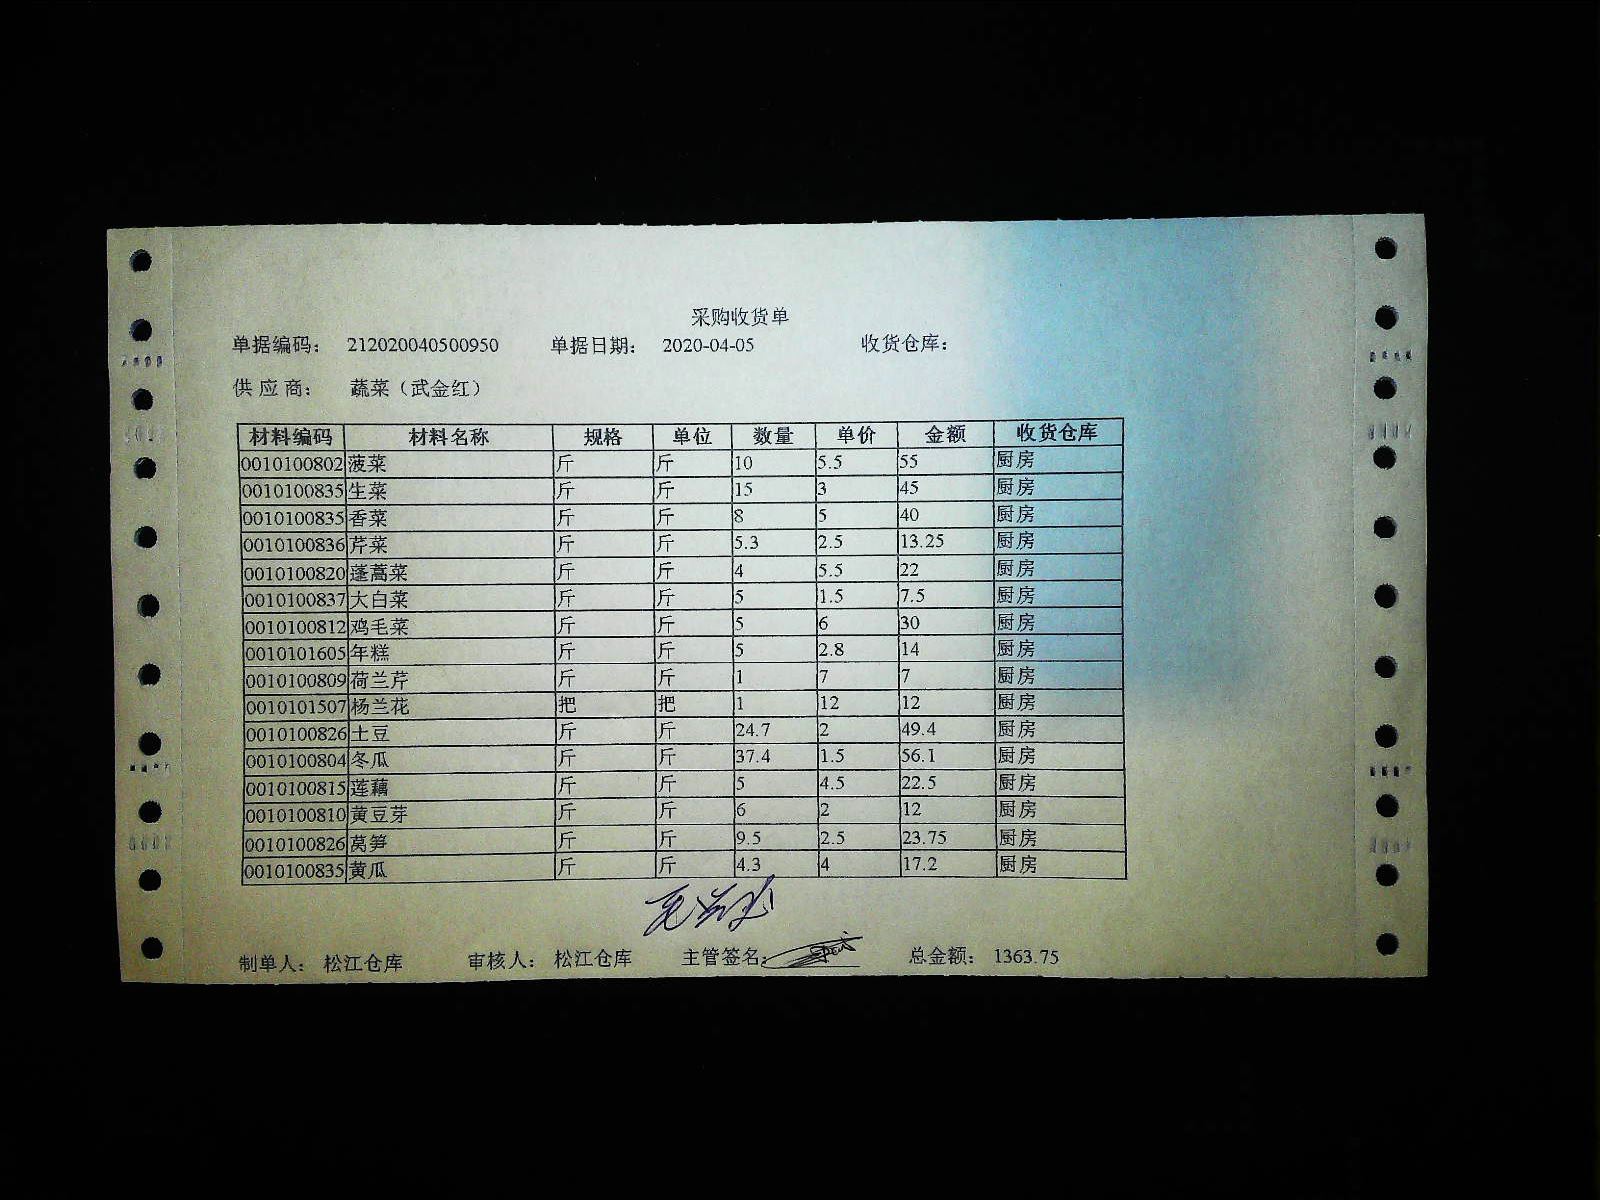 采购收货单
单据编码： 212020040500950 单据日期： 2020-04-05 收货仓库：
供 应 商： 蔬菜（武金红）
材料编码 材料名称 规格 单位 数量 单价 金额 收货仓库
0010100802 菠菜 斤 斤 10 5.5 55 厨房
0010100835 生菜 斤 斤 15 3 45 厨房
0010100835 香菜 斤 斤 8 5 40 厨房
0010100836 芹菜 斤 斤 5.3 2.5 13.25 厨房
0010100820 蓬蒿菜 斤 斤 4 5.5 22 厨房
0010100837 大白菜 斤 斤 5 1.5 7.5 厨房
0010100812 鸡毛菜 斤 斤 5 6 30 厨房
0010101605 年糕 斤 斤 5 2.8 14 厨房
0010100809 荷兰芹 斤 斤 1 7 7 厨房
0010101507 杨兰花 把 把 1 12 12 厨房
0010100826 土豆 斤 斤 24.7 2 49.4 厨房
0010100804 冬瓜 斤 斤 37.4 1.5 56.1 厨房
0010100815 莲藕 斤 斤 5 4.5 22.5 厨房
0010100810 黄豆芽 斤 斤 6 2 12 厨房
0010100826 莴笋 斤 斤 9.5 2.5 23.75 厨房
0010100835 黄瓜 斤 斤 4.3 4 17.2 厨房
制单人： 松江仓库 审核人： 松江仓库 主管签名： 总金额： 1363.75